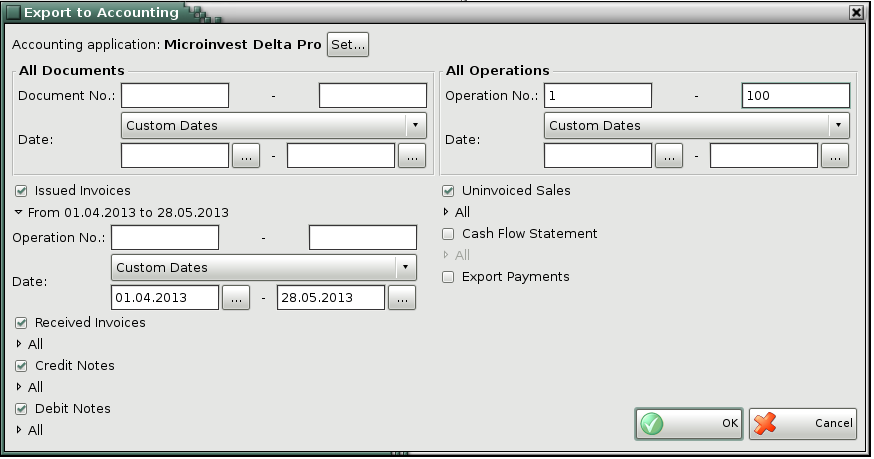 Export to Accounting
Accounting application: Microinvest Delta Pro Set...
All Documents
Document No.: -
Date: Custom Dates
... - ...
All Operations
Operation No.: 1 - 100
Date: Custom Dates
... - ...
Issued Invoices
From 01.04.2013 to 28.05.2013
Operation No.: -
Date: Custom Dates
01.04.2013 ... - 28.05.2013 ...
Received Invoices
All
Credit Notes
All
Debit Notes
All
Uninvoiced Sales
All
Cash Flow Statement
All
Export Payments
OK Cancel